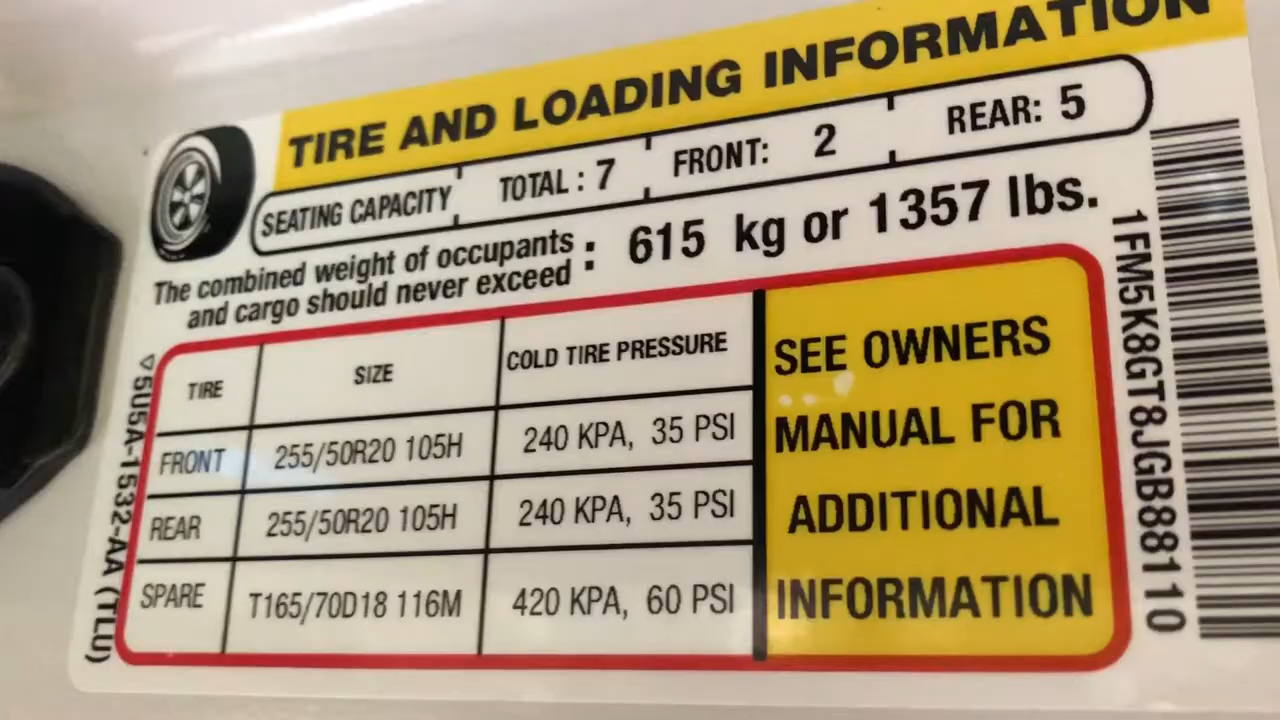 TIRE AND LOADING INFORMATION
SEATING CAPACITY TOTAL : 7 FRONT: 2 REAR: 5
The combined weight of occupants
and cargo should never exceed : 615 kg or 1357 lbs.
TIRE SIZE COLD TIRE PRESSURE
FRONT 255/50R20 105H 240 KPA, 35 PSI
REAR 255/50R20 105H 240 KPA, 35 PSI
SPARE T165/70D18 116M 420 KPA, 60 PSI
SEE OWNERS
MANUAL FOR
ADDITIONAL
INFORMATION
▽5U5A-1532-AA (TLU)
1FM5K8GT8JGB88110